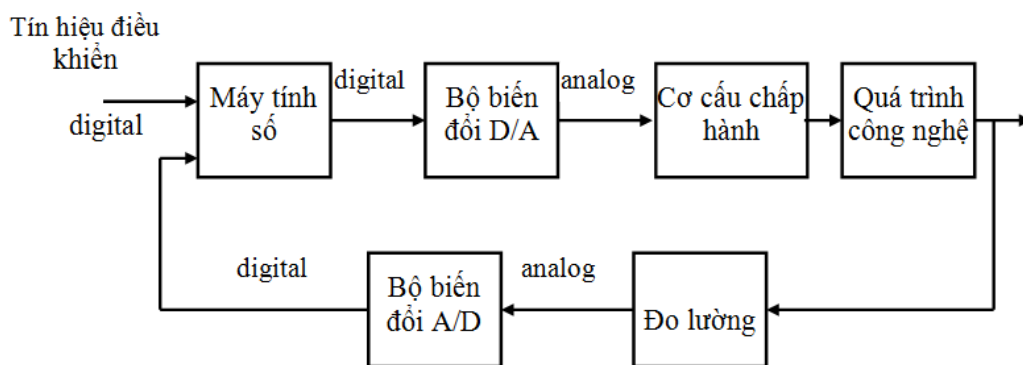 Tín hiệu điều
khiển
digital
Máy tính
số
digital
Bộ biến
đổi D/A
analog
Cơ cấu chấp
hành
Quá trình
công nghệ
digital
Bộ biến
đổi A/D
analog
Đo lường